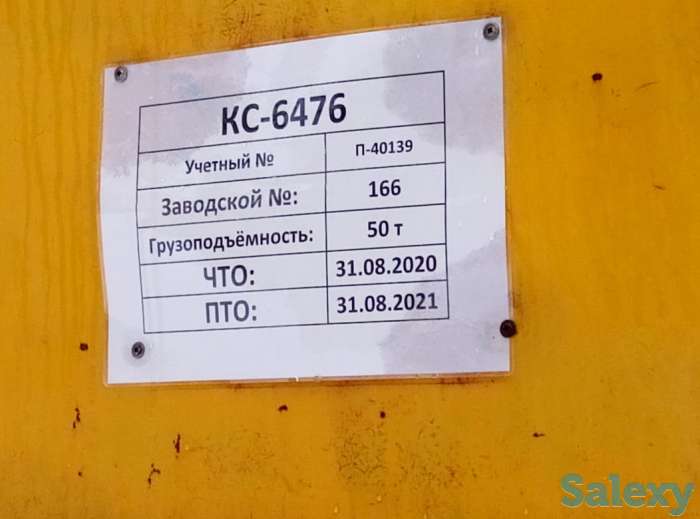 КС-6476
Учетный № П-40139
Заводской №: 166
Грузоподъёмность: 50 т
ЧТО: 31.08.2020
ПТО: 31.08.2021
Salexy